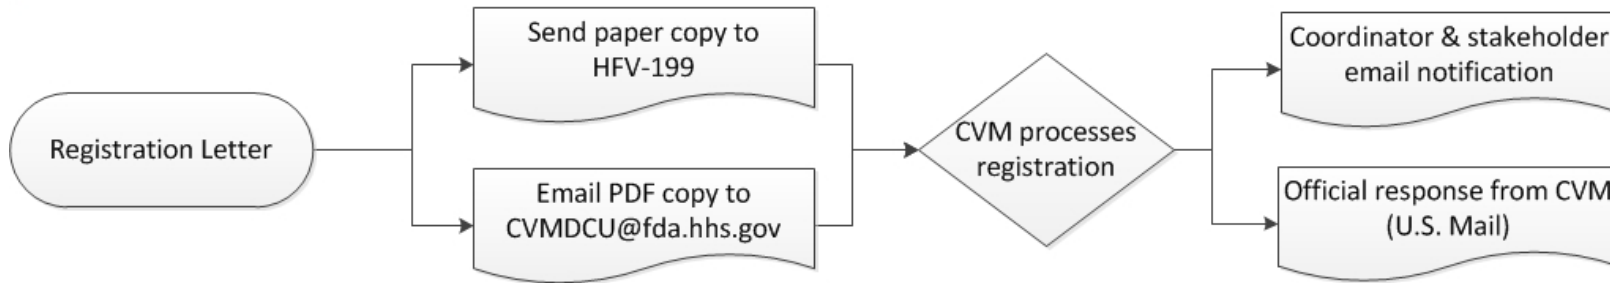 Registration Letter
Send paper copy to
HFV-199
Email PDF copy to
CVMDCU@fda.hhs.gov
CVM processes
registration
Coordinator & stakeholder
email notification
Official response from CVM
(U.S. Mail)